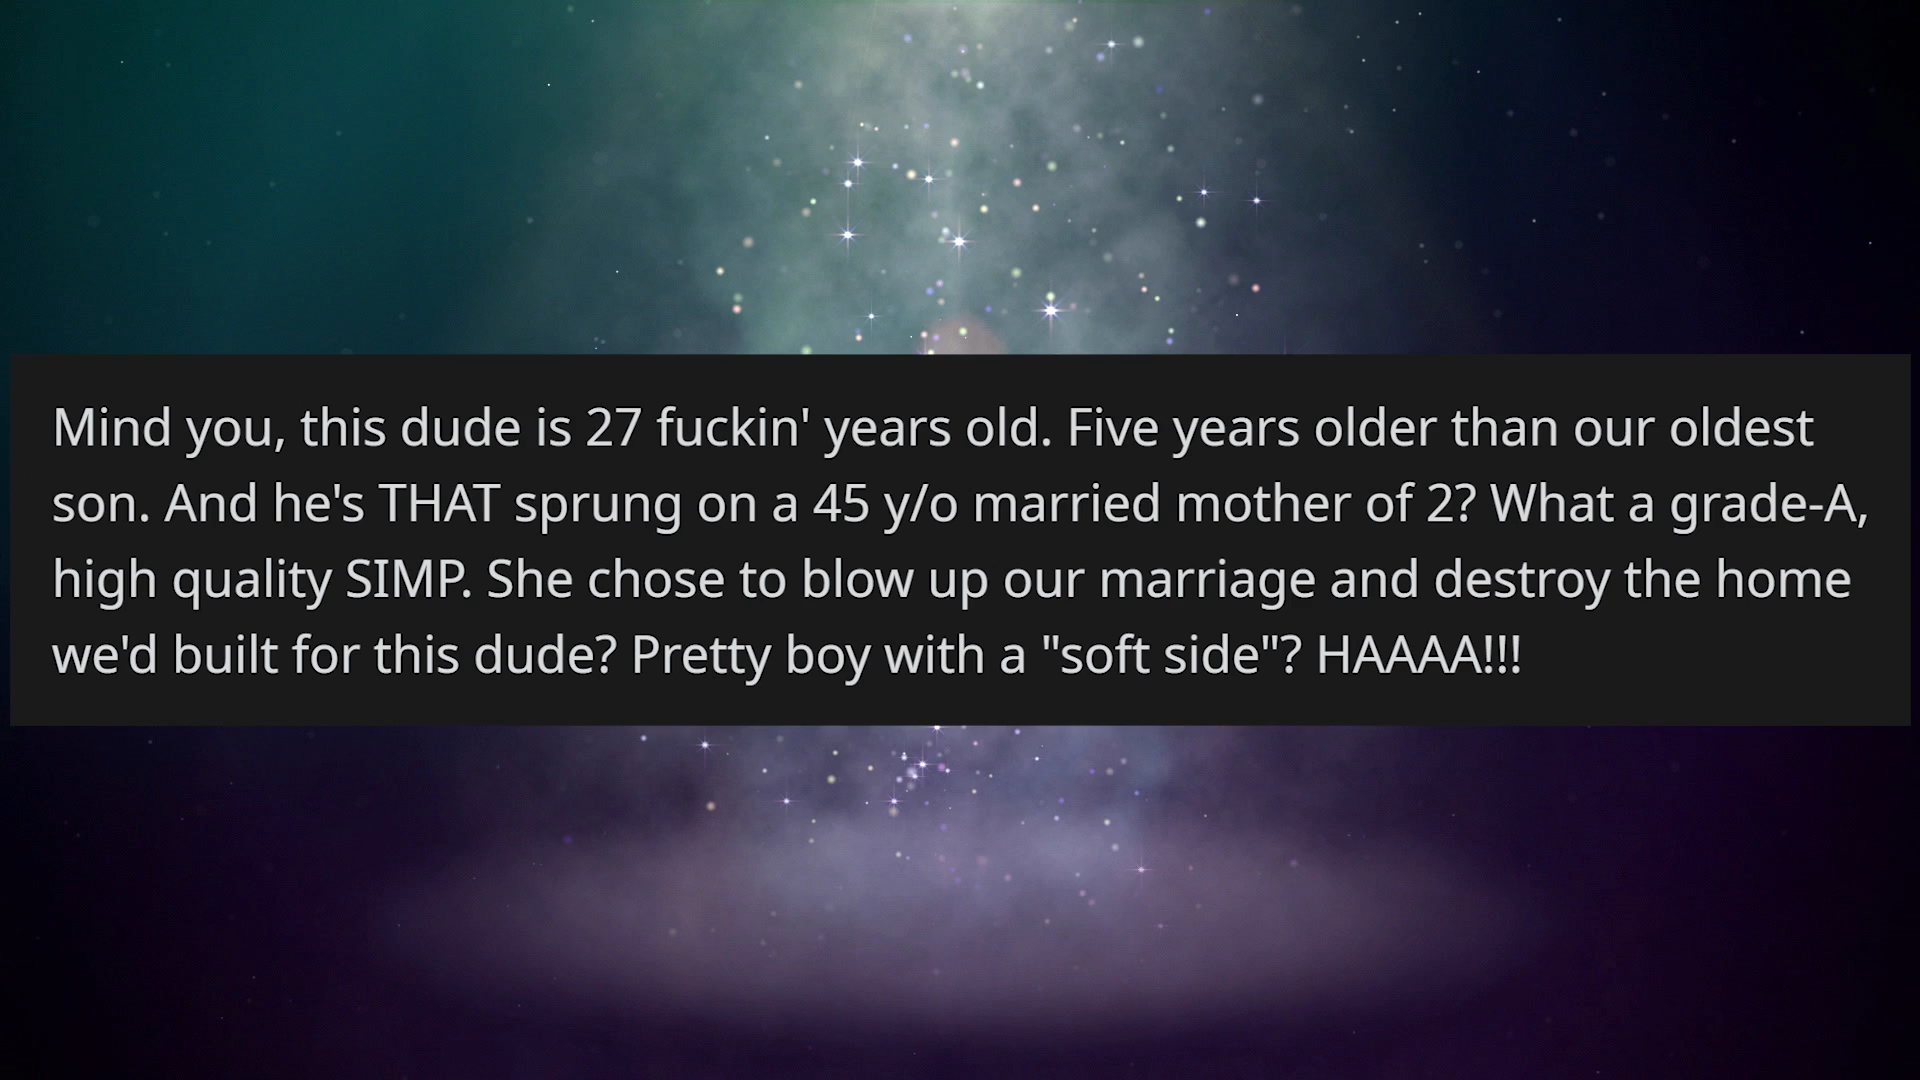 Mind you, this dude is 27 fuckin' years old. Five years older than our oldest
son. And he's THAT sprung on a 45 y/o married mother of 2? What a grade-A,
high quality SIMP. She chose to blow up our marriage and destroy the home
we'd built for this dude? Pretty boy with a "soft side"? HAAAA!!!